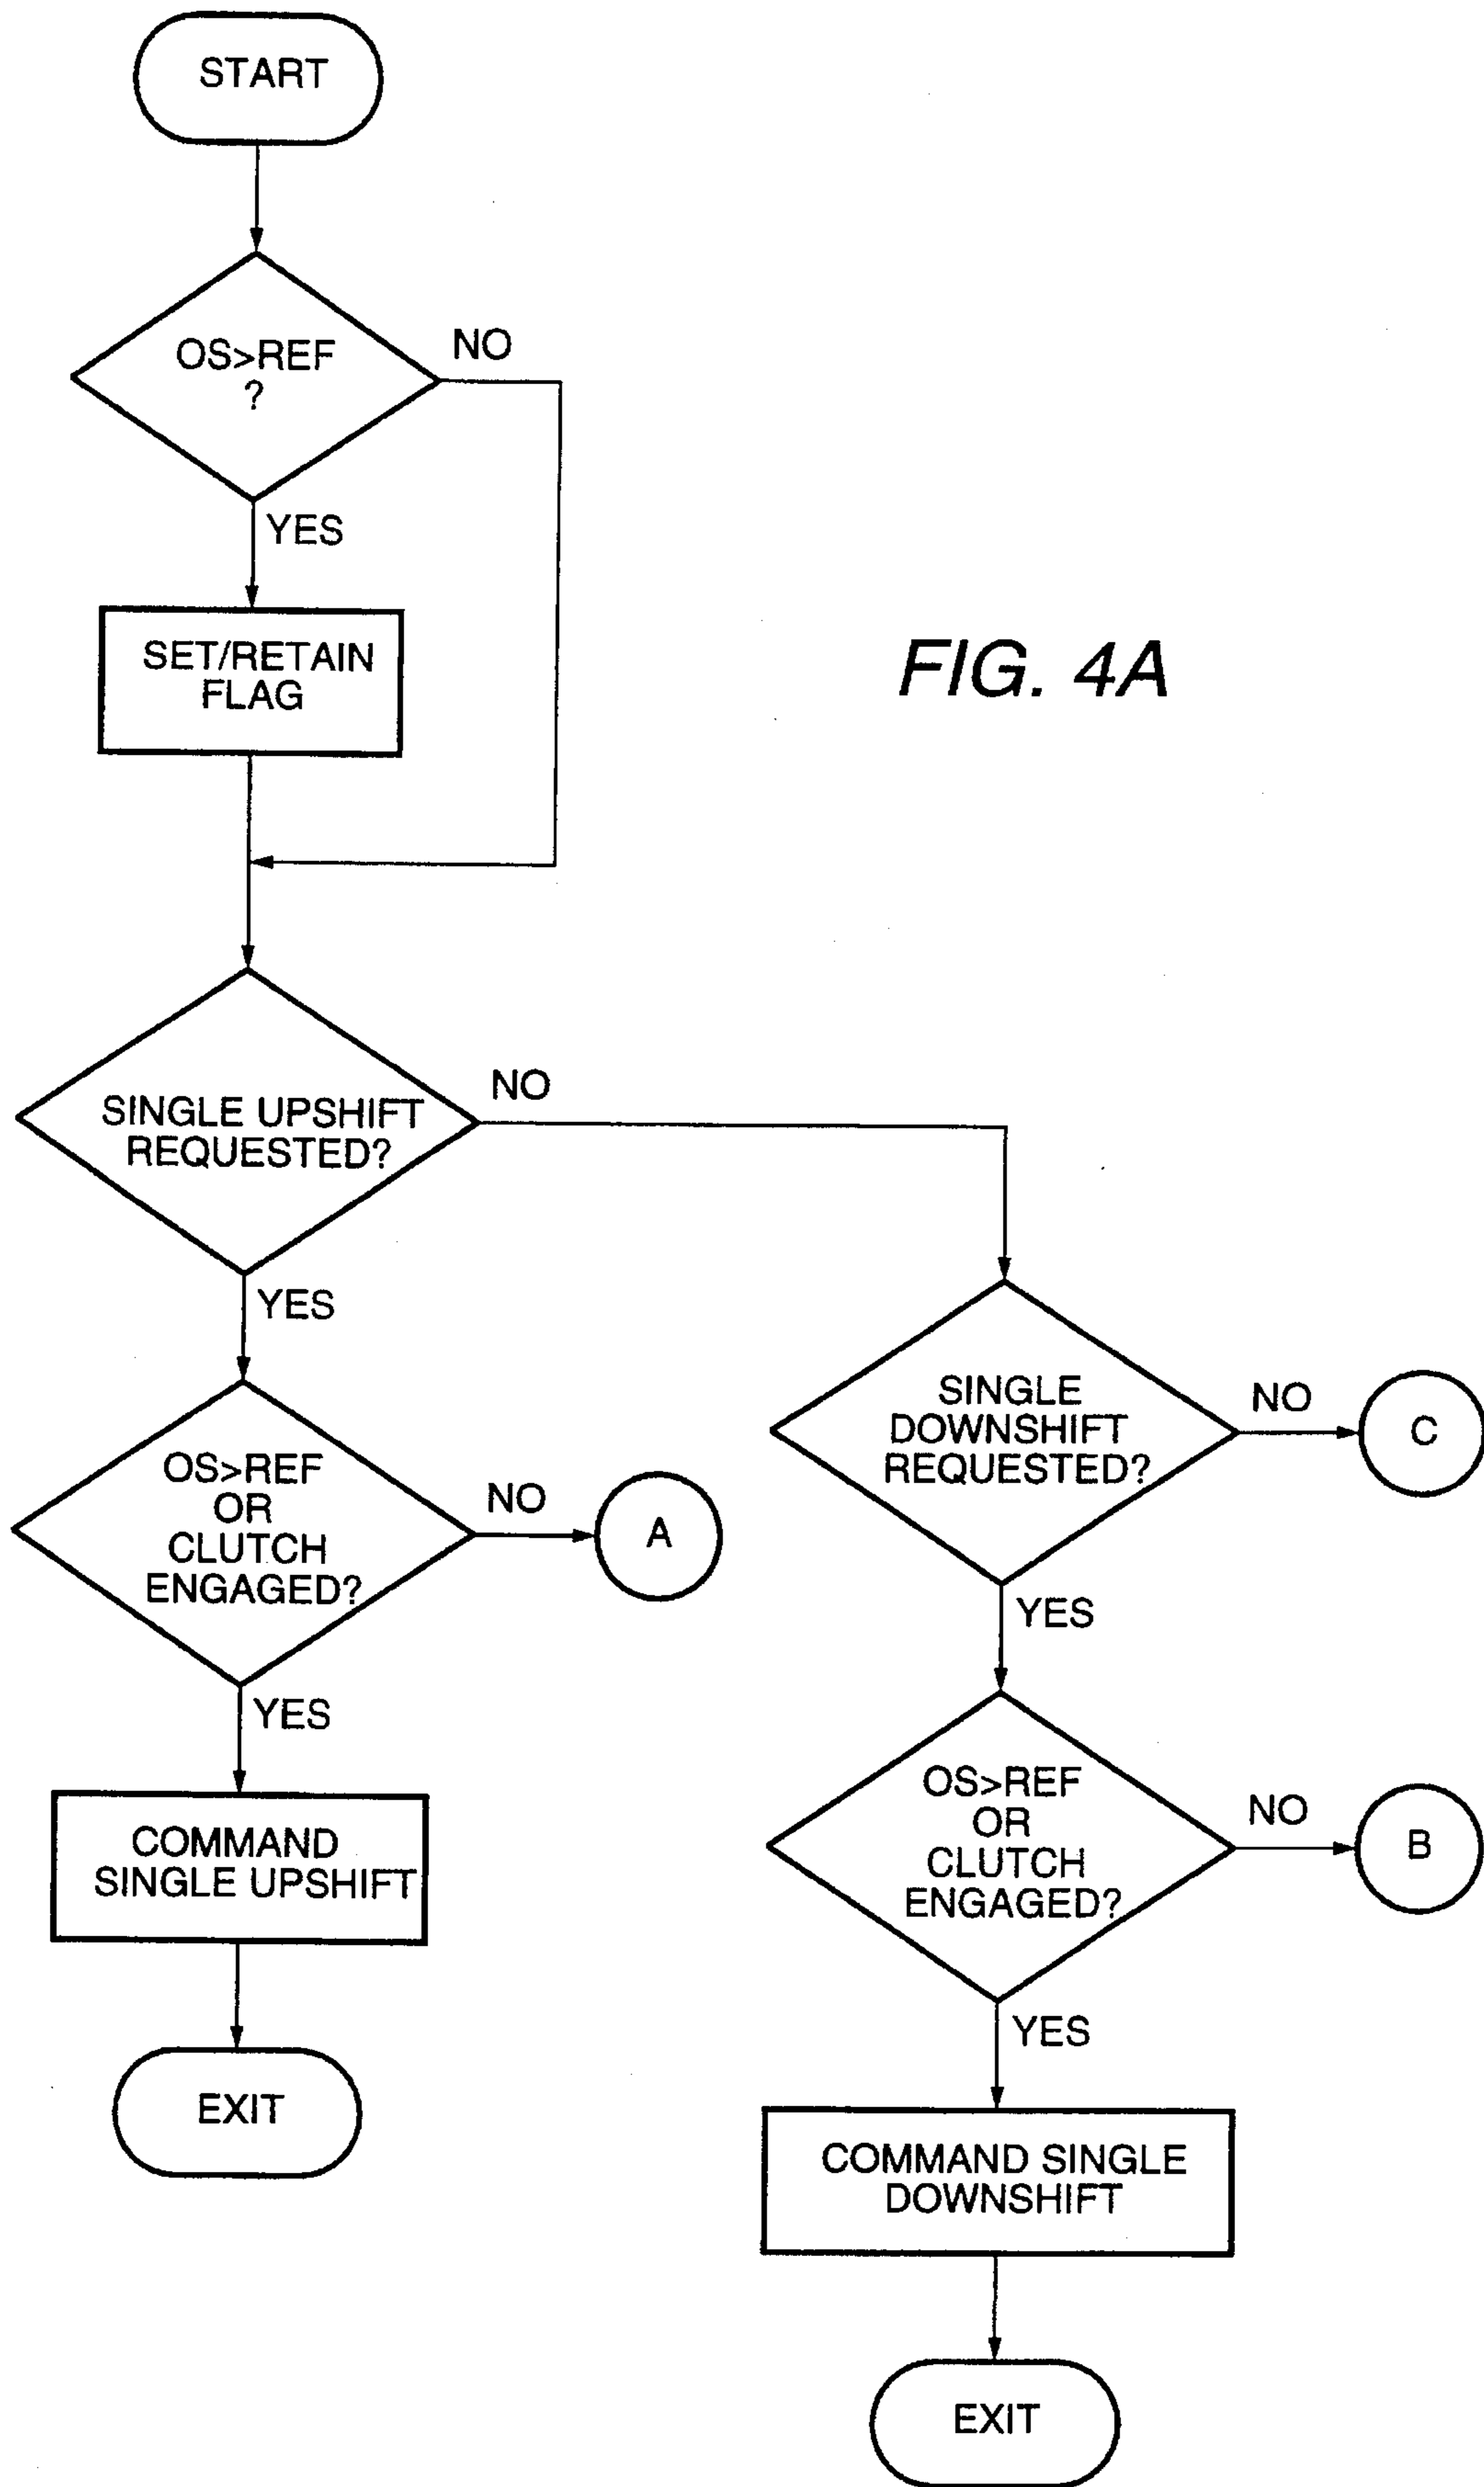 START
OS>REF
?
NO
YES
SET/RETAIN
FLAG
FIG. 4A
SINGLE UPSHIFT
REQUESTED?
NO
YES
OS>REF
OR
CLUTCH
ENGAGED?
NO
A
YES
COMMAND
SINGLE UPSHIFT
EXIT
SINGLE
DOWNSHIFT
REQUESTED?
NO
C
YES
OS>REF
OR
CLUTCH
ENGAGED?
NO
B
YES
COMMAND SINGLE
DOWNSHIFT
EXIT